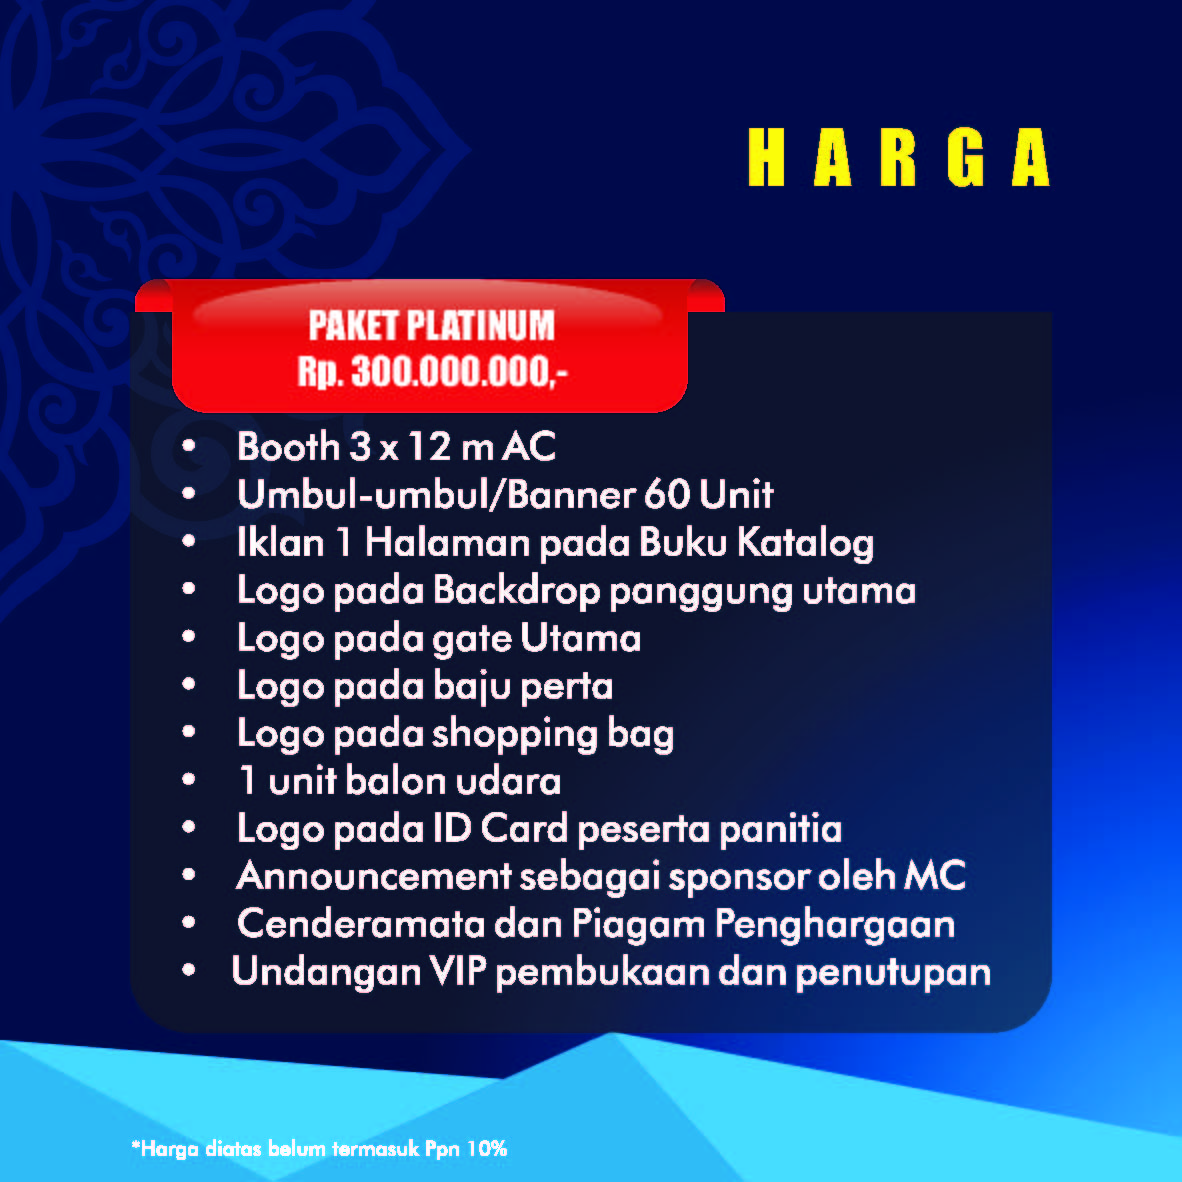 HARGA
PAKET PLATINUM
Rp. 300.000.000,-
• Booth 3 x 12 m AC
• Umbul-umbul/Banner 60 Unit
• Iklan 1 Halaman pada Buku Katalog
• Logo pada Backdrop panggung utama
• Logo pada gate Utama
• Logo pada baju perta
• Logo pada shopping bag
• 1 unit balon udara
• Logo pada ID Card peserta panitia
• Announcement sebagai sponsor oleh MC
• Cenderamata dan Piagam Penghargaan
• Undangan VIP pembukaan dan penutupan
*Harga diatas belum termasuk Ppn 10%